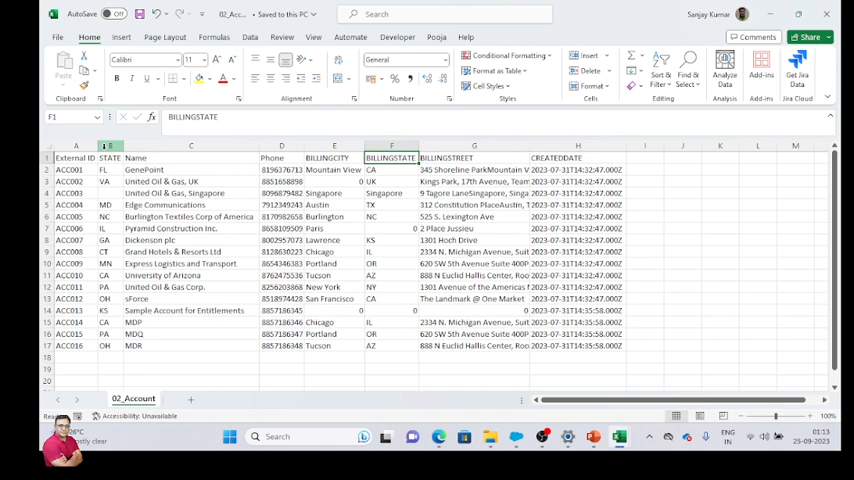 AutoSave Off 02_Acc... • Saved to this PC Search Sanjay Kumar
File Home Insert Page Layout Formulas Data Review View Automate Developer Pooja Help Comments Share
Paste Calibri 11 General Conditional Formatting Insert
B I U Format as Table Delete Sort & Filter Find & Select Analyze Data Add-ins Get Jira Data
Cell Styles Format
Clipboard Font Alignment Number Styles Cells Editing Analysis Add-ins Jira Cloud
F1 fx BILLINGSTATE
A B C D E F G H I J K L M
1 External ID STATE Name Phone BILLINGCITY BILLINGSTATE BILLINGSTREET CREATEDDATE
2 ACC001 FL GenePoint 8196376713 Mountain View CA 345 Shoreline ParkMountain V 2023-07-31T14:32:47.000Z
3 ACC002 VA United Oil & Gas, UK 8851658898 0 UK Kings Park, 17th Avenue, Team 2023-07-31T14:32:47.000Z
4 ACC003 United Oil & Gas, Singapore 8096879482 Singapore Singapore 9 Tagore LaneSingapore, Singa 2023-07-31T14:32:47.000Z
5 ACC004 MD Edge Communications 7912349243 Austin TX 312 Constitution PlaceAustin, T 2023-07-31T14:32:47.000Z
6 ACC005 NC Burlington Textiles Corp of America 8170982658 Burlington NC 525 S. Lexington Ave 2023-07-31T14:32:47.000Z
7 ACC006 IL Pyramid Construction Inc. 8658109509 Paris 0 2 Place Jussieu 2023-07-31T14:32:47.000Z
8 ACC007 GA Dickenson plc 8002957073 Lawrence KS 1301 Hoch Drive 2023-07-31T14:32:47.000Z
9 ACC008 CT Grand Hotels & Resorts Ltd 8128630223 Chicago IL 2334 N. Michigan Avenue, Suit 2023-07-31T14:32:47.000Z
10 ACC009 MN Express Logistics and Transport 8654346383 Portland OR 620 SW 5th Avenue Suite 400P 2023-07-31T14:32:47.000Z
11 ACC010 CA University of Arizona 8762475536 Tucson AZ 888 N Euclid Hallis Center, Roo 2023-07-31T14:32:47.000Z
12 ACC011 PA United Oil & Gas Corp. 8256203868 New York NY 1301 Avenue of the Americas N 2023-07-31T14:32:47.000Z
13 ACC012 OH sForce 8518974428 San Francisco CA The Landmark @ One Market 2023-07-31T14:32:47.000Z
14 ACC013 KS Sample Account for Entitlements 8857186345 0 0 0 2023-07-31T14:35:58.000Z
15 ACC014 CA MDP 8857186346 Chicago IL 2334 N. Michigan Avenue, Suit 2023-07-31T14:35:58.000Z
16 ACC015 PA MDQ 8857186347 Portland OR 620 SW 5th Avenue Suite 400P 2023-07-31T14:35:58.000Z
17 ACC016 OH MDR 8857186348 Tucson AZ 888 N Euclid Hallis Center, Roo 2023-07-31T14:35:58.000Z
18
19
20
02_Account
Accessibility: Unavailable 100%
26°C Search ENG 01:13
clear IN 25-09-2023